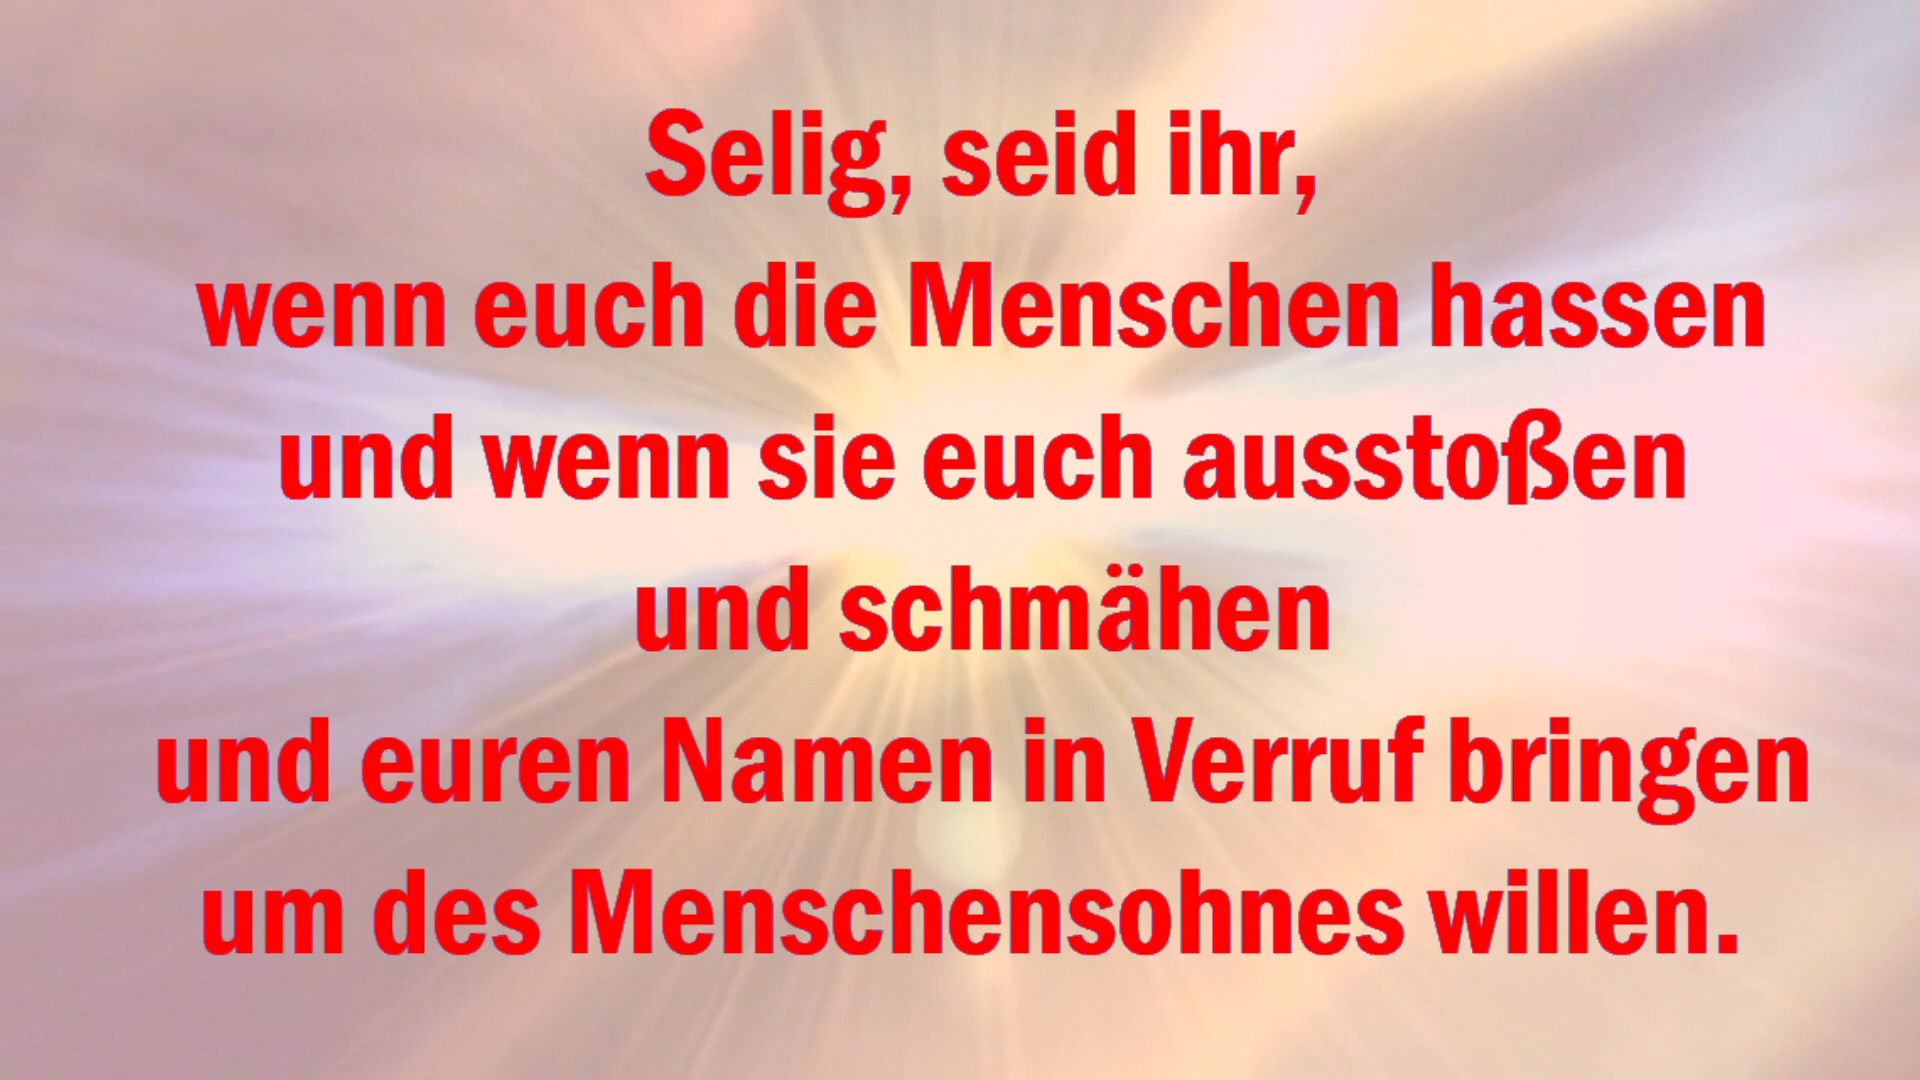 Selig, seid ihr,
wenn euch die Menschen hassen
und wenn sie euch ausstoßen
und schmähen
und euren Namen in Verruf bringen
um des Menschensohnes willen.